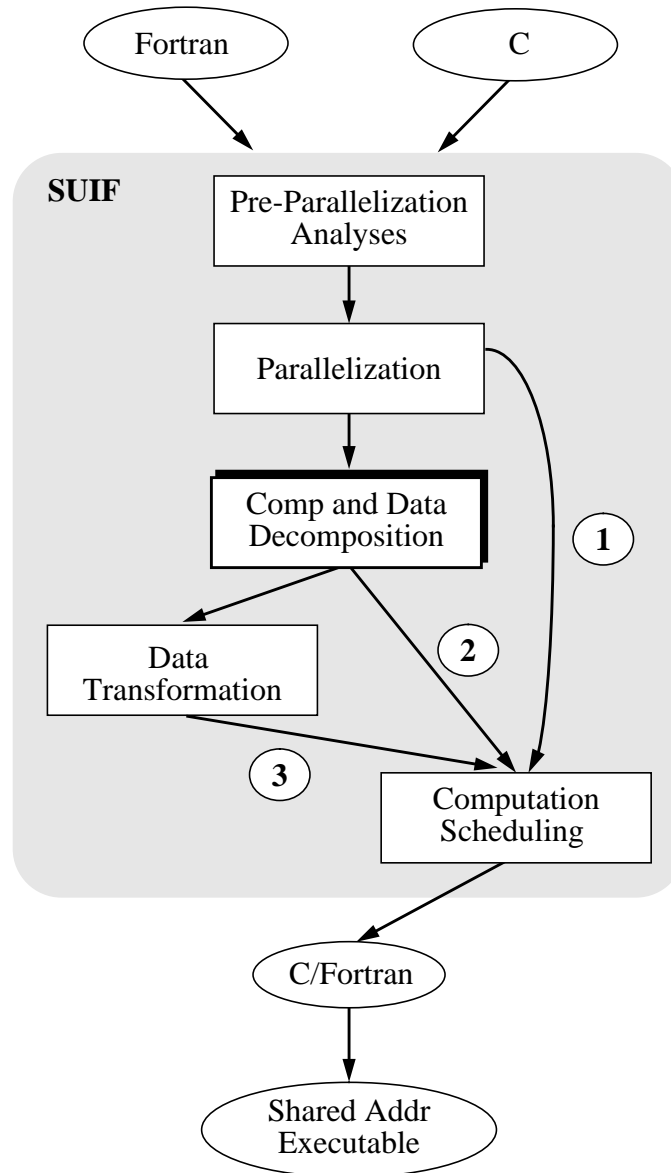 Fortran
C
SUIF
Pre-Parallelization
Analyses
Parallelization
Comp and Data
Decomposition
1
Data
Transformation
2
3
Computation
Scheduling
C/Fortran
Shared Addr
Executable